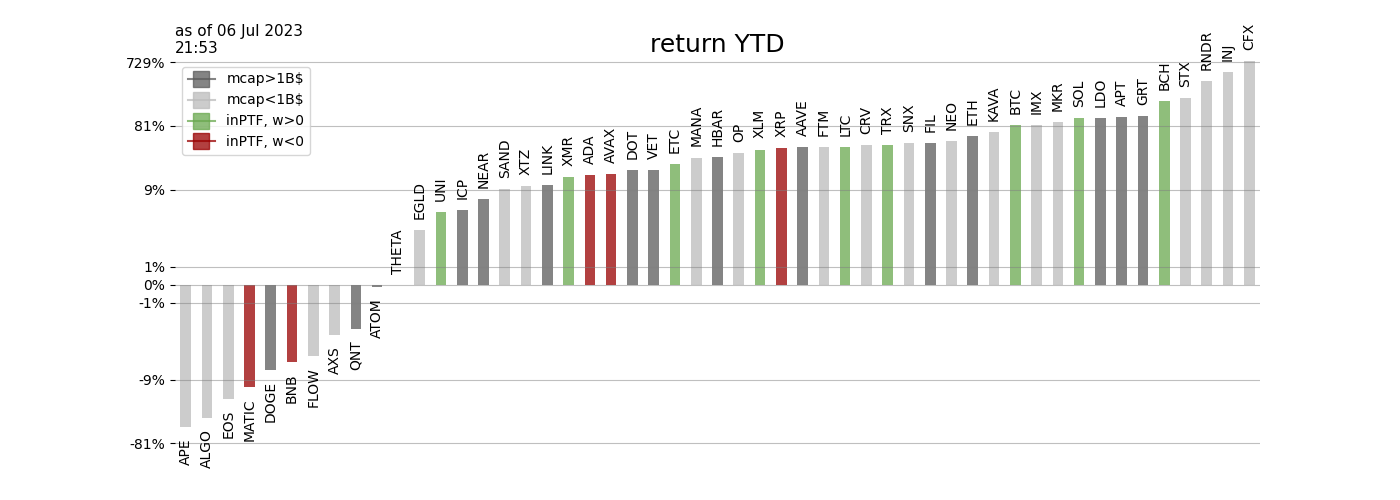 as of 06 Jul 2023
21:53
return YTD
729%
81%
9%
1%
0%
-1%
-9%
-81%
mcap>1B$
mcap<1B$
inPTF, w>0
inPTF, w<0
APE
ALGO
EOS
MATIC
DOGE
BNB
FLOW
AXS
QNT
ATOM
THETA
EGLD
UNI
ICP
NEAR
SAND
XTZ
LINK
XMR
ADA
AVAX
DOT
VET
ETC
MANA
HBAR
OP
XLM
XRP
AAVE
FTM
LTC
CRV
TRX
SNX
FIL
NEO
ETH
KAVA
BTC
IMX
MKR
SOL
LDO
APT
GRT
BCH
STX
RNDR
INJ
CFX